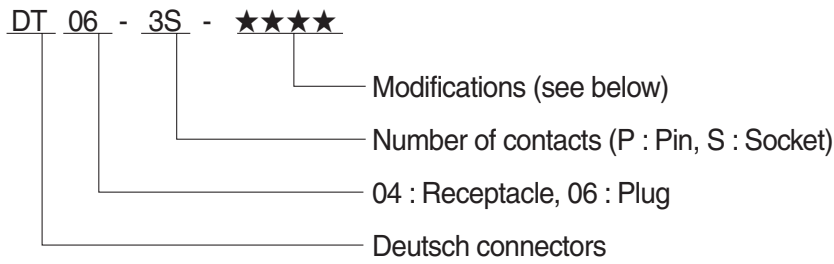 DT 06 - 3S - ★★★★
Modifications (see below)
Number of contacts (P : Pin, S : Socket)
04 : Receptacle, 06 : Plug
Deutsch connectors